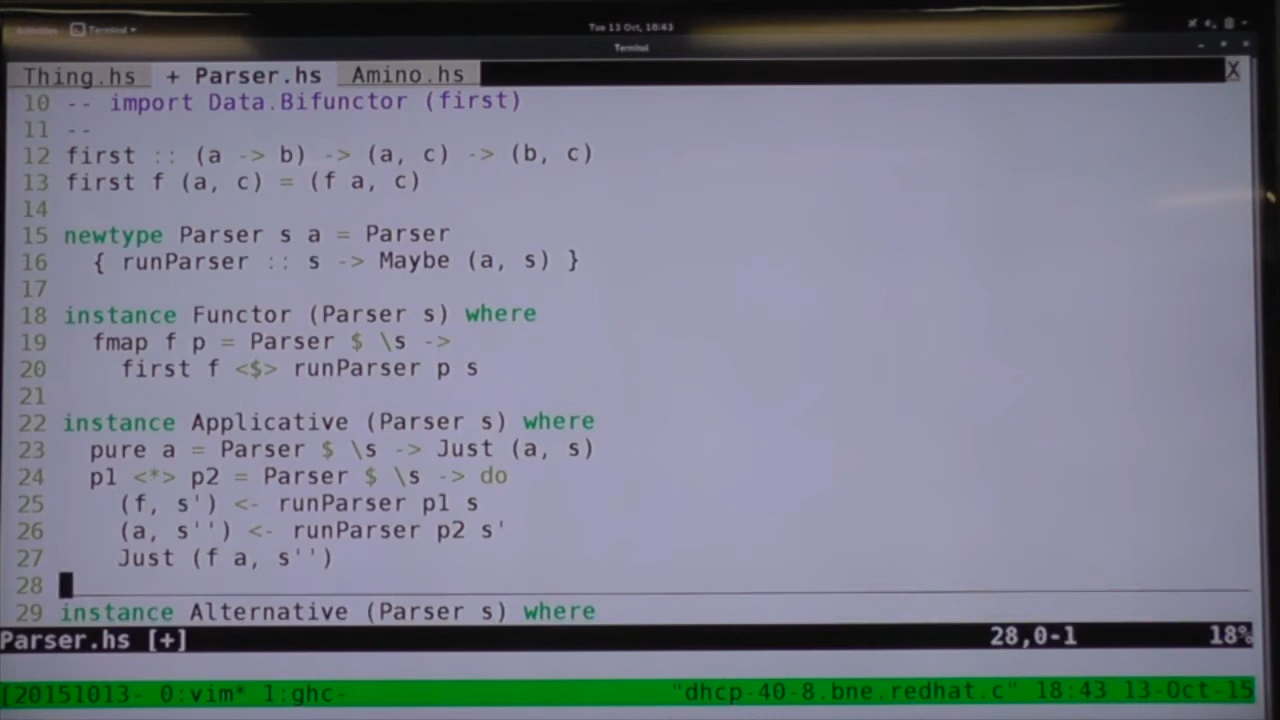 Activities Terminal Tue 13 Oct, 18:43
Terminal
Thing.hs + Parser.hs Amino.hs X
10 -- import Data.Bifunctor (first)
11 --
12 first :: (a -> b) -> (a, c) -> (b, c)
13 first f (a, c) = (f a, c)
14
15 newtype Parser s a = Parser
16 { runParser :: s -> Maybe (a, s) }
17
18 instance Functor (Parser s) where
19 fmap f p = Parser $ \s ->
20 first f <$> runParser p s
21
22 instance Applicative (Parser s) where
23 pure a = Parser $ \s -> Just (a, s)
24 p1 <*> p2 = Parser $ \s -> do
25 (f, s') <- runParser p1 s
26 (a, s'') <- runParser p2 s'
27 Just (f a, s'')
28
29 instance Alternative (Parser s) where
Parser.hs [+] 28,0-1 18%
[20151013- 0:vim* 1:ghc- "dhcp-40-8.bne.redhat.c" 18:43 13-Oct-15